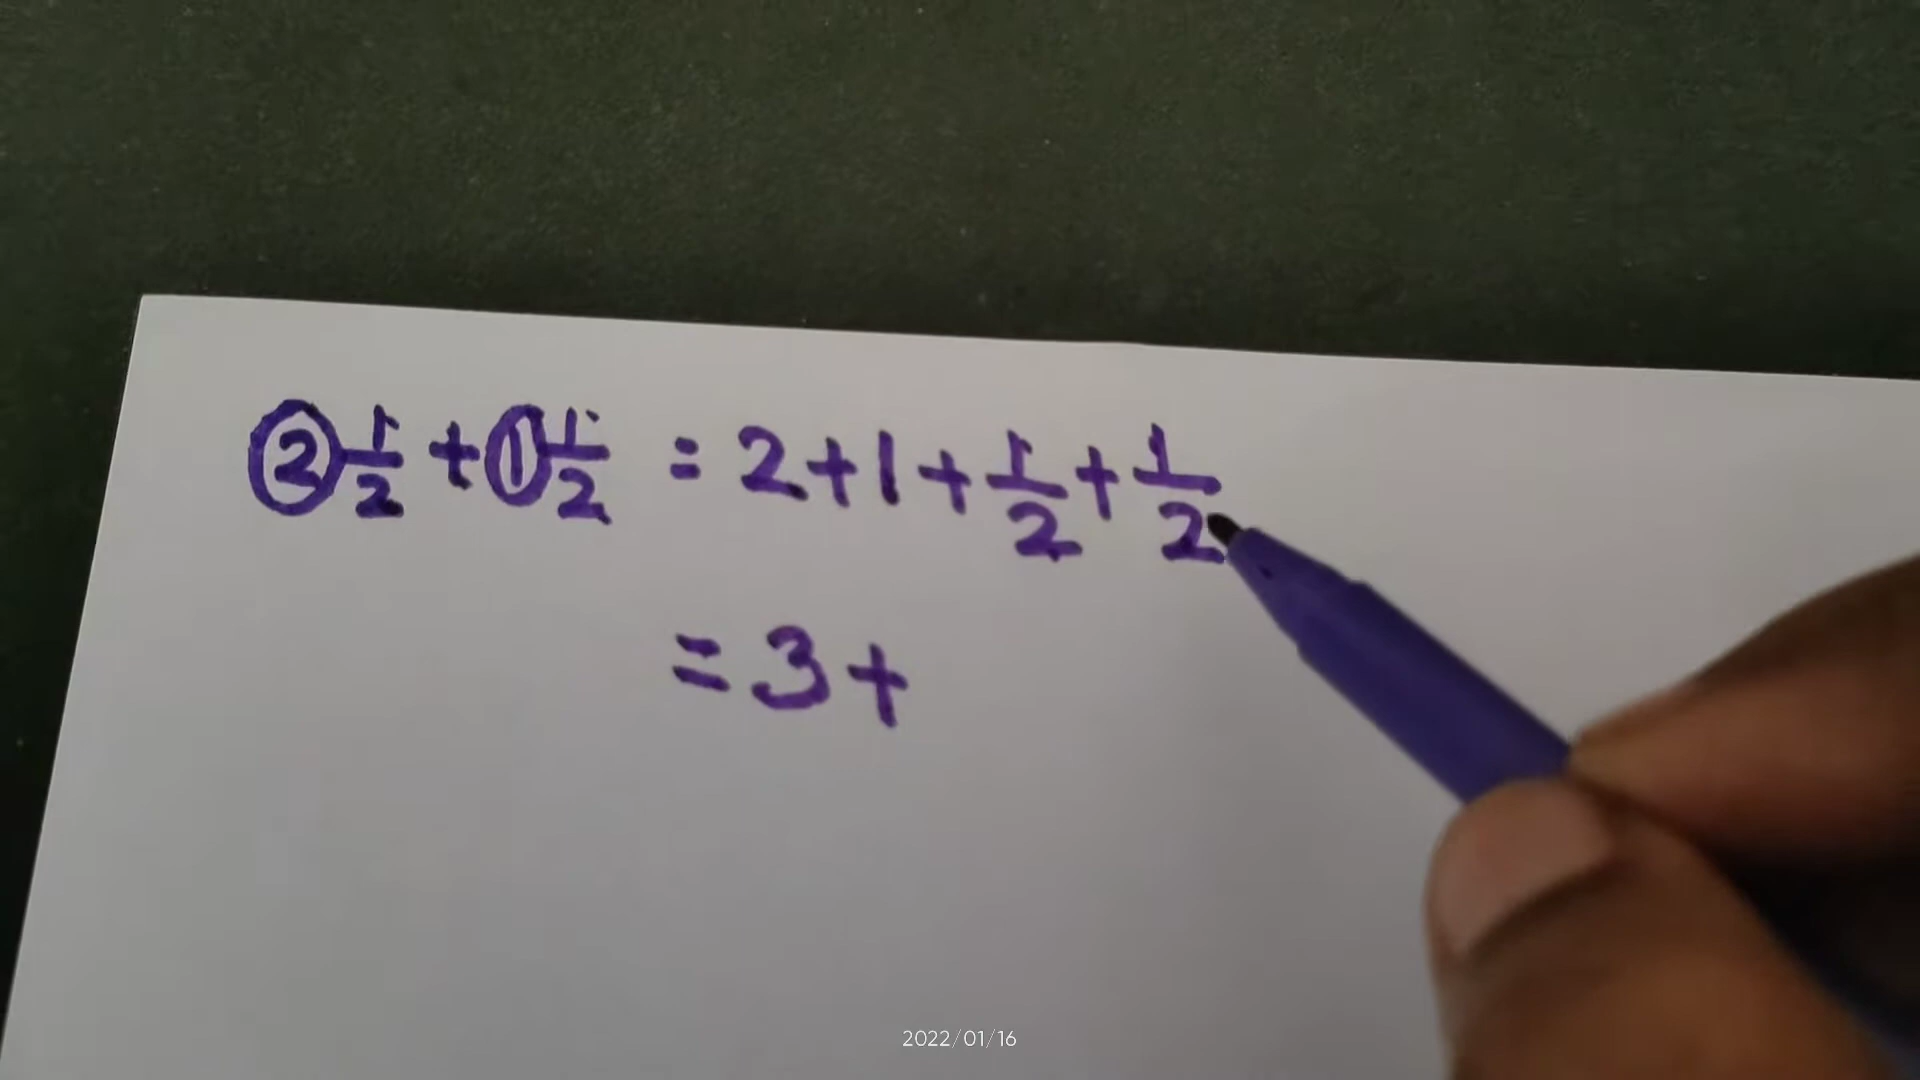 2 1/2 + 1 1/2 = 2 + 1 + 1/2 + 1/2
= 3 +
2022/01/16